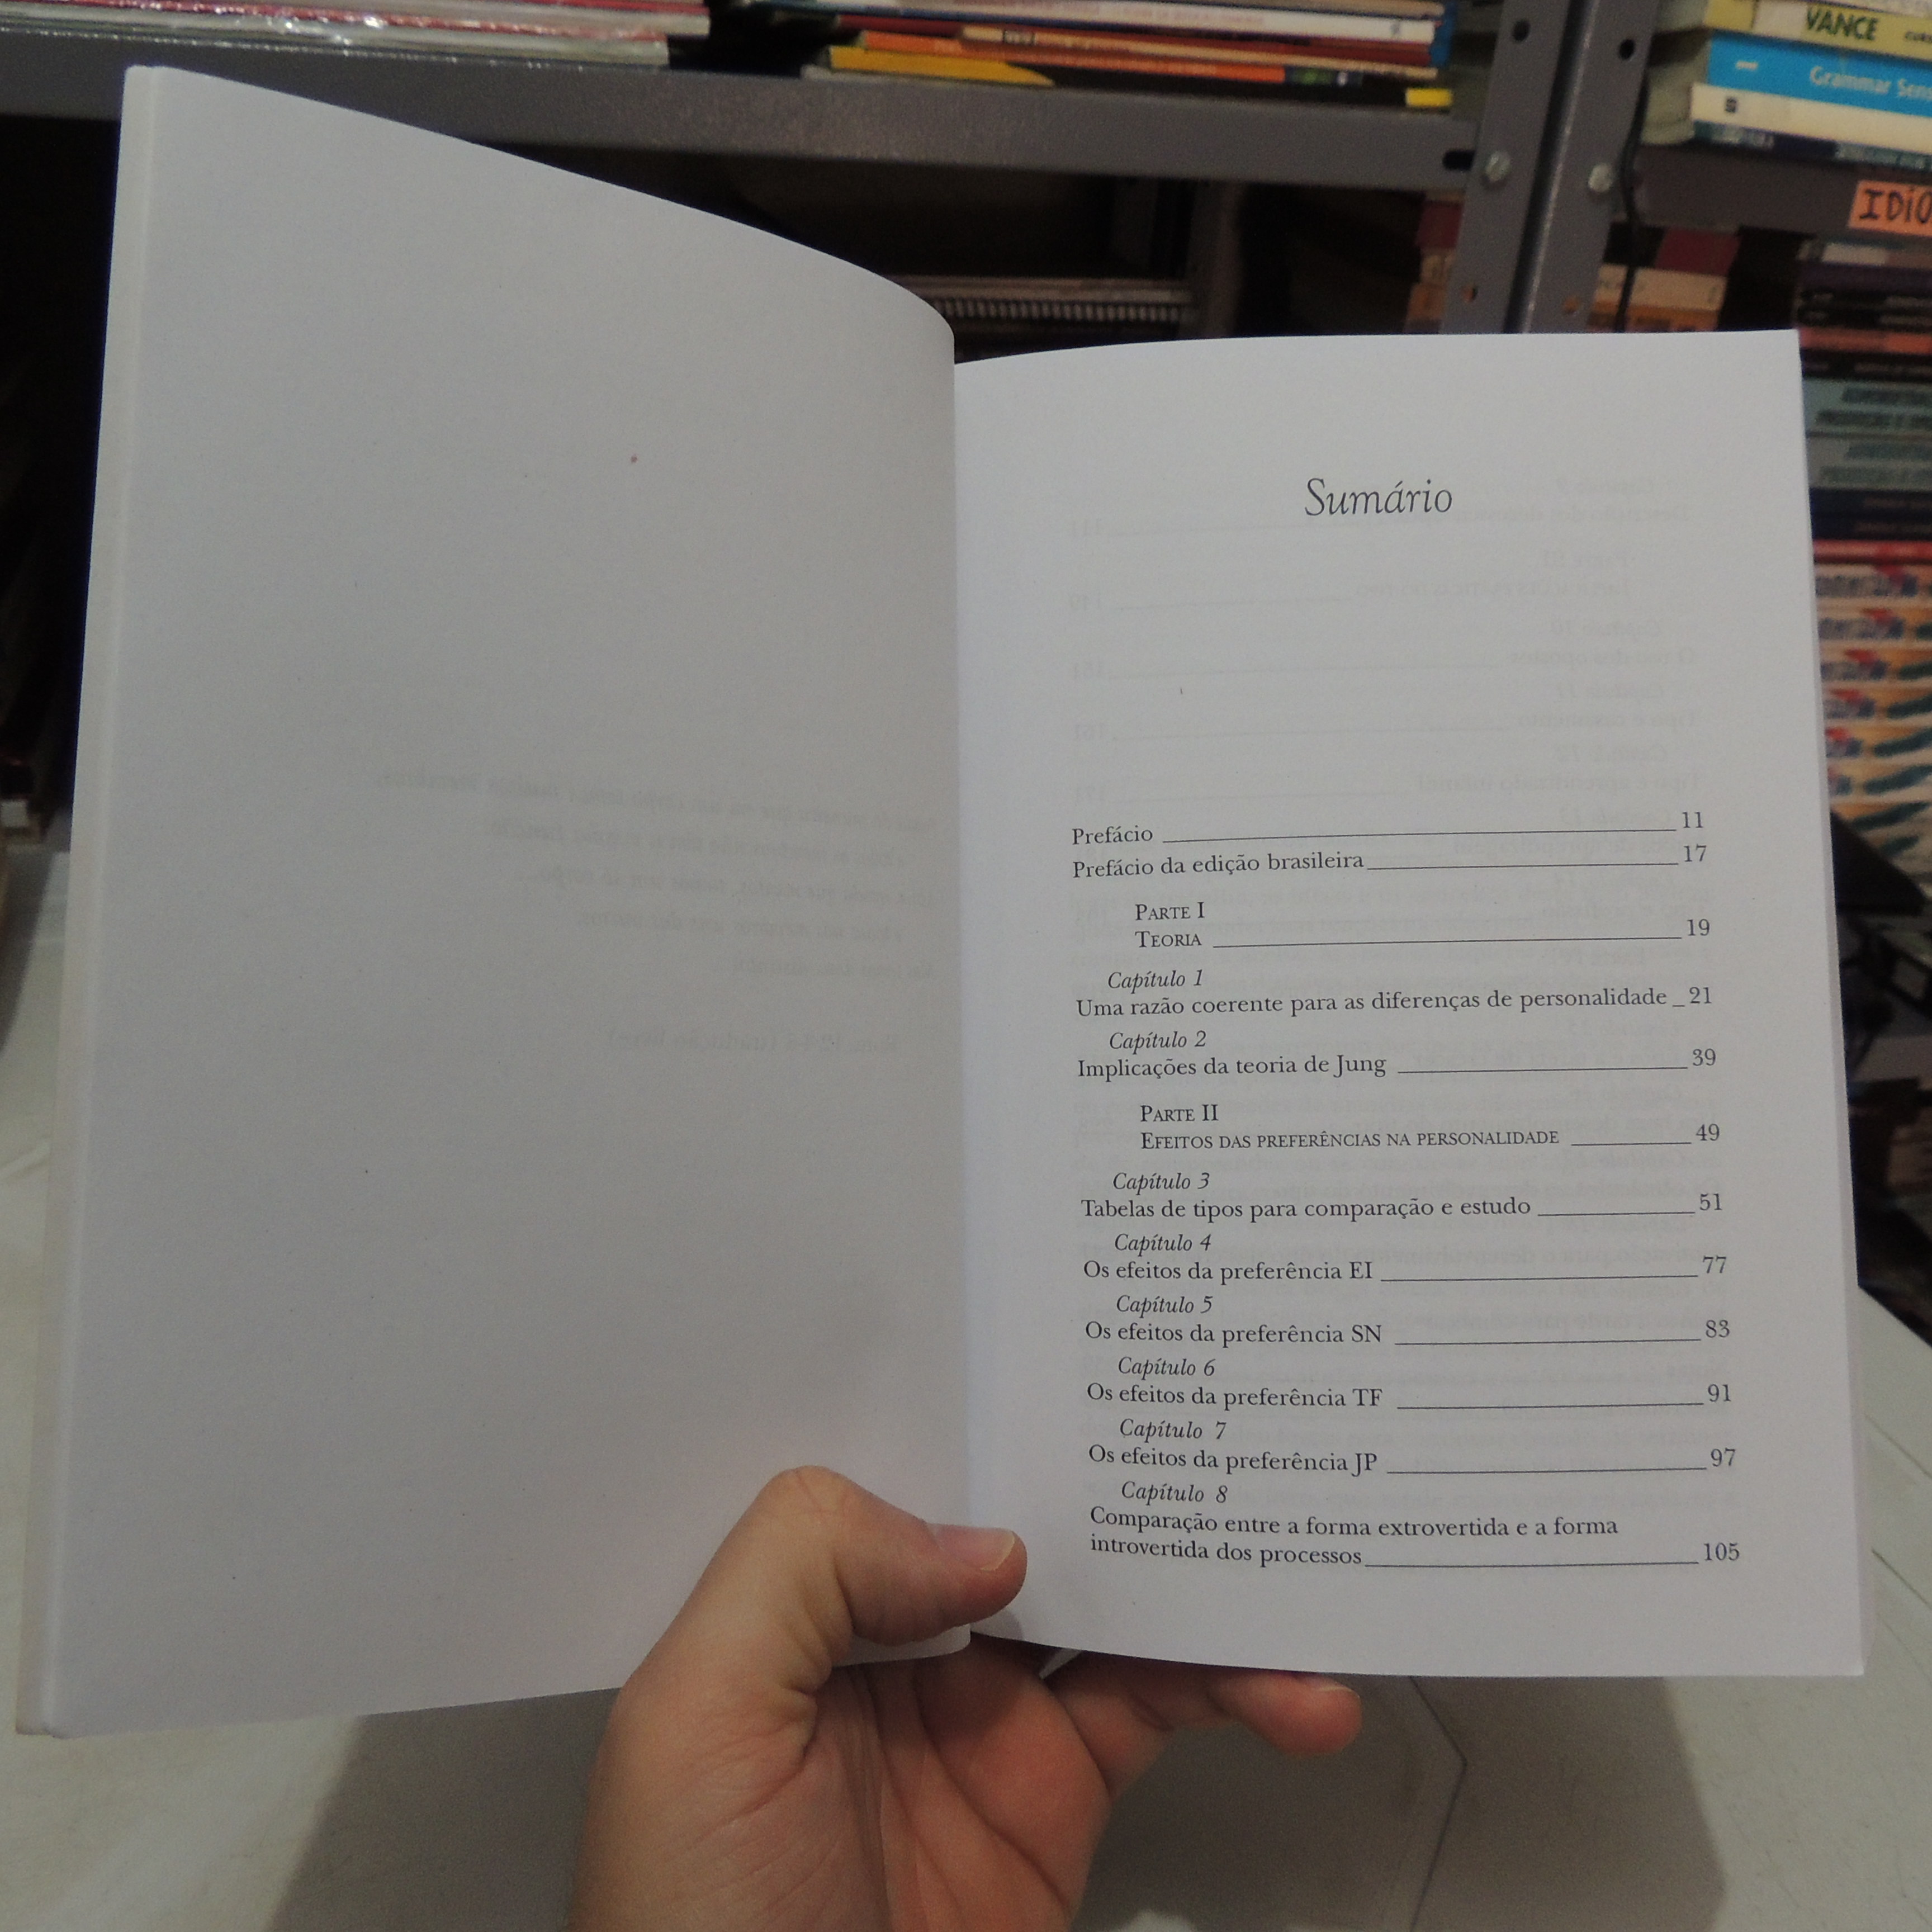 VANCE
1 Grammar Sens
IDIO
Sumário
Prefácio 11
Prefácio da edição brasileira 17
PARTE I
TEORIA 19
Capítulo 1
Uma razão coerente para as diferenças de personalidade 21
Capítulo 2
Implicações da teoria de Jung 39
PARTE II
EFEITOS DAS PREFERÊNCIAS NA PERSONALIDADE 49
Capítulo 3
Tabelas de tipos para comparação e estudo 51
Capítulo 4
Os efeitos da preferência EI 77
Capítulo 5
Os efeitos da preferência SN 83
Capítulo 6
Os efeitos da preferência TF 91
Capítulo 7
Os efeitos da preferência JP 97
Capítulo 8
Comparação entre a forma extrovertida e a forma
introvertida dos processos 105